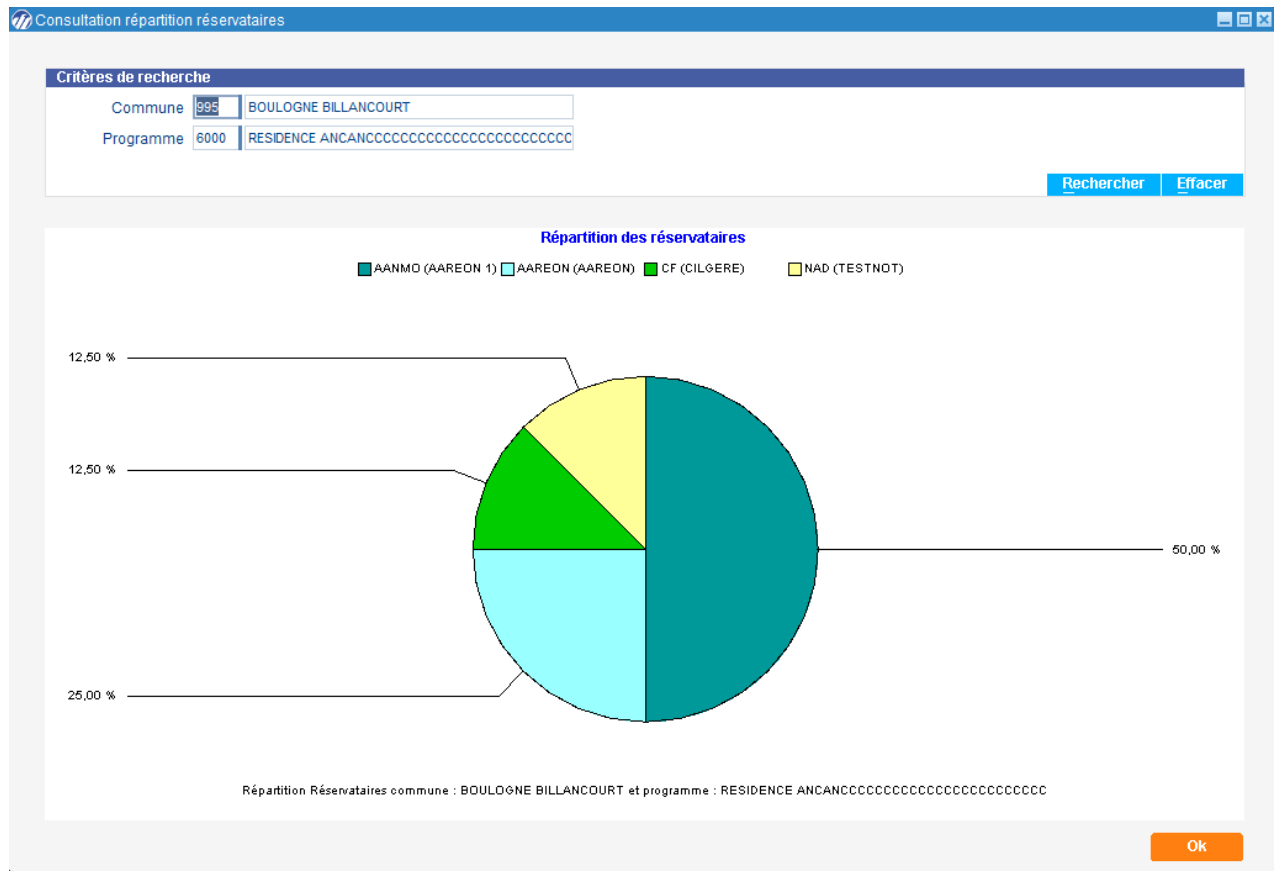 Consultation répartition réservataires
Critères de recherche
Commune 995 BOULOGNE BILLANCOURT
Programme 6000 RESIDENCE ANCANCCCCCCCCCCCCCCCCCCCCCCCC
Rechercher Effacer
Répartition des réservataires
AANMO (AAREON 1) AAREON (AAREON) CF (CILGERE) NAD (TESTNOT)
12,50 %
12,50 %
50,00 %
25,00 %
Répartition Réservataires commune : BOULOGNE BILLANCOURT et programme : RESIDENCE ANCANCCCCCCCCCCCCCCCCCCCCCCCC
Ok